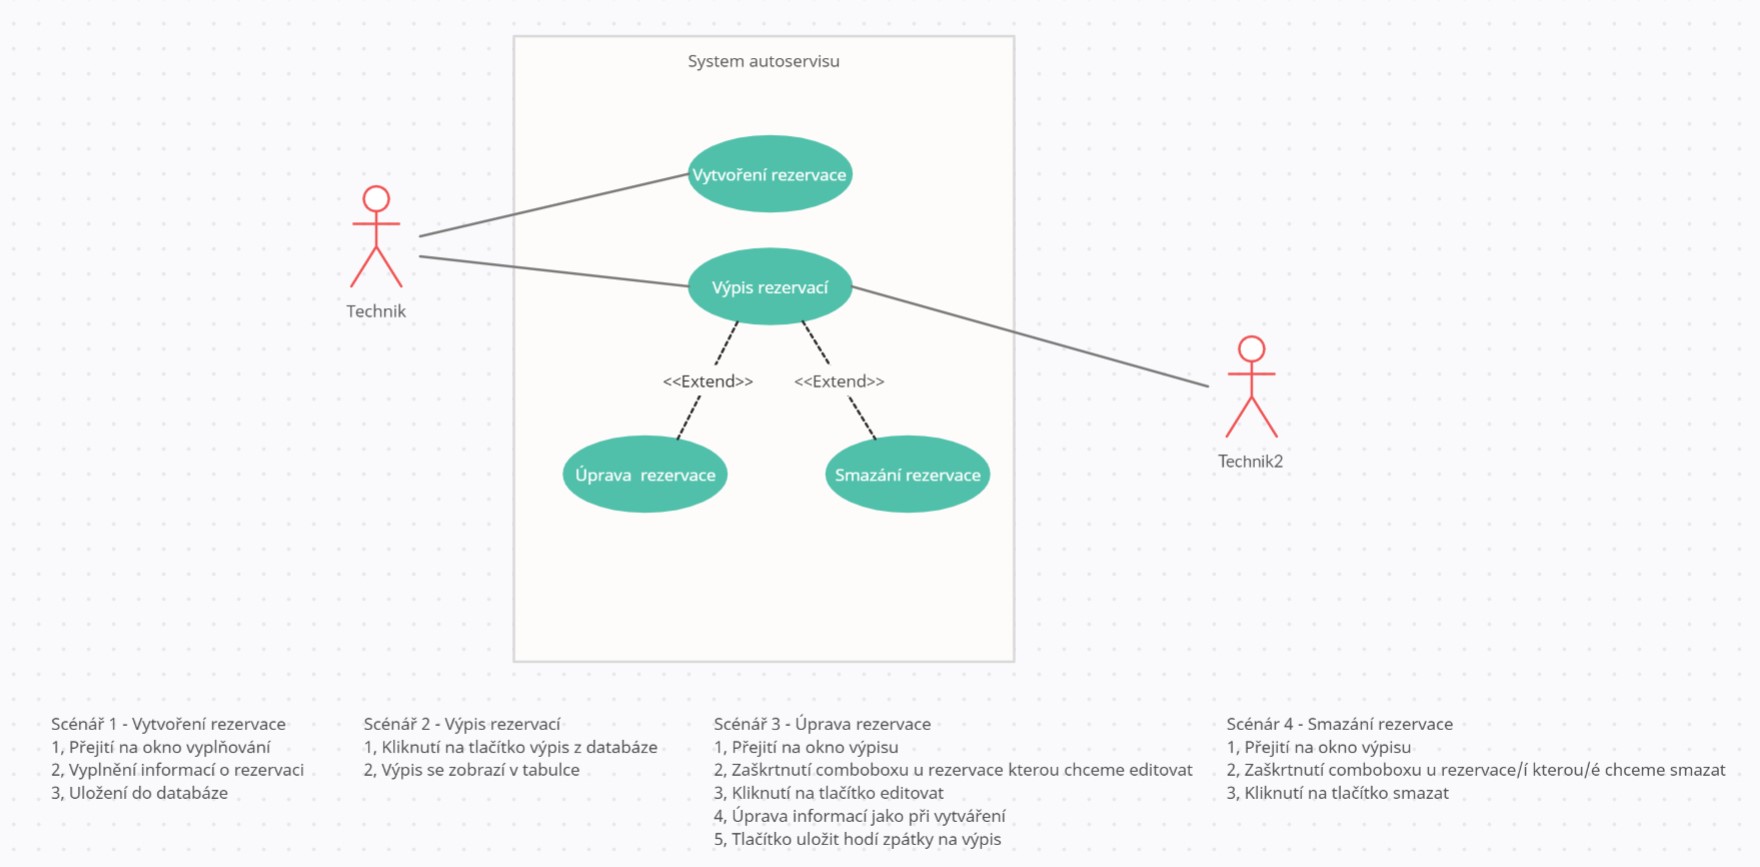 System autoservisu
Vytvoření rezervace
Výpis rezervací
Technik
<<Extend>>
<<Extend>>
Technik2
Úprava  rezervace
Smazání rezervace
Scénář 1 - Vytvoření rezervace
1, Přejití na okno vyplňování
2, Vyplnění informací o rezervaci
3, Uložení do databáze
Scénář 2 - Výpis rezervací
1, Kliknutí na tlačítko výpis z databáze
2, Výpis se zobrazí v tabulce
Scénář 3 - Úprava rezervace
1, Přejití na okno výpisu
2, Zaškrtnutí comboboxu u rezervace kterou chceme editovat
3, Kliknutí na tlačítko editovat
4, Úprava informací jako při vytváření
5, Tlačítko uložit hodí zpátky na výpis
Scénár 4 - Smazání rezervace
1, Přejití na okno výpisu
2, Zaškrtnutí comboboxu u rezervace/í kterou/é chceme smazat
3, Kliknutí na tlačítko smazat